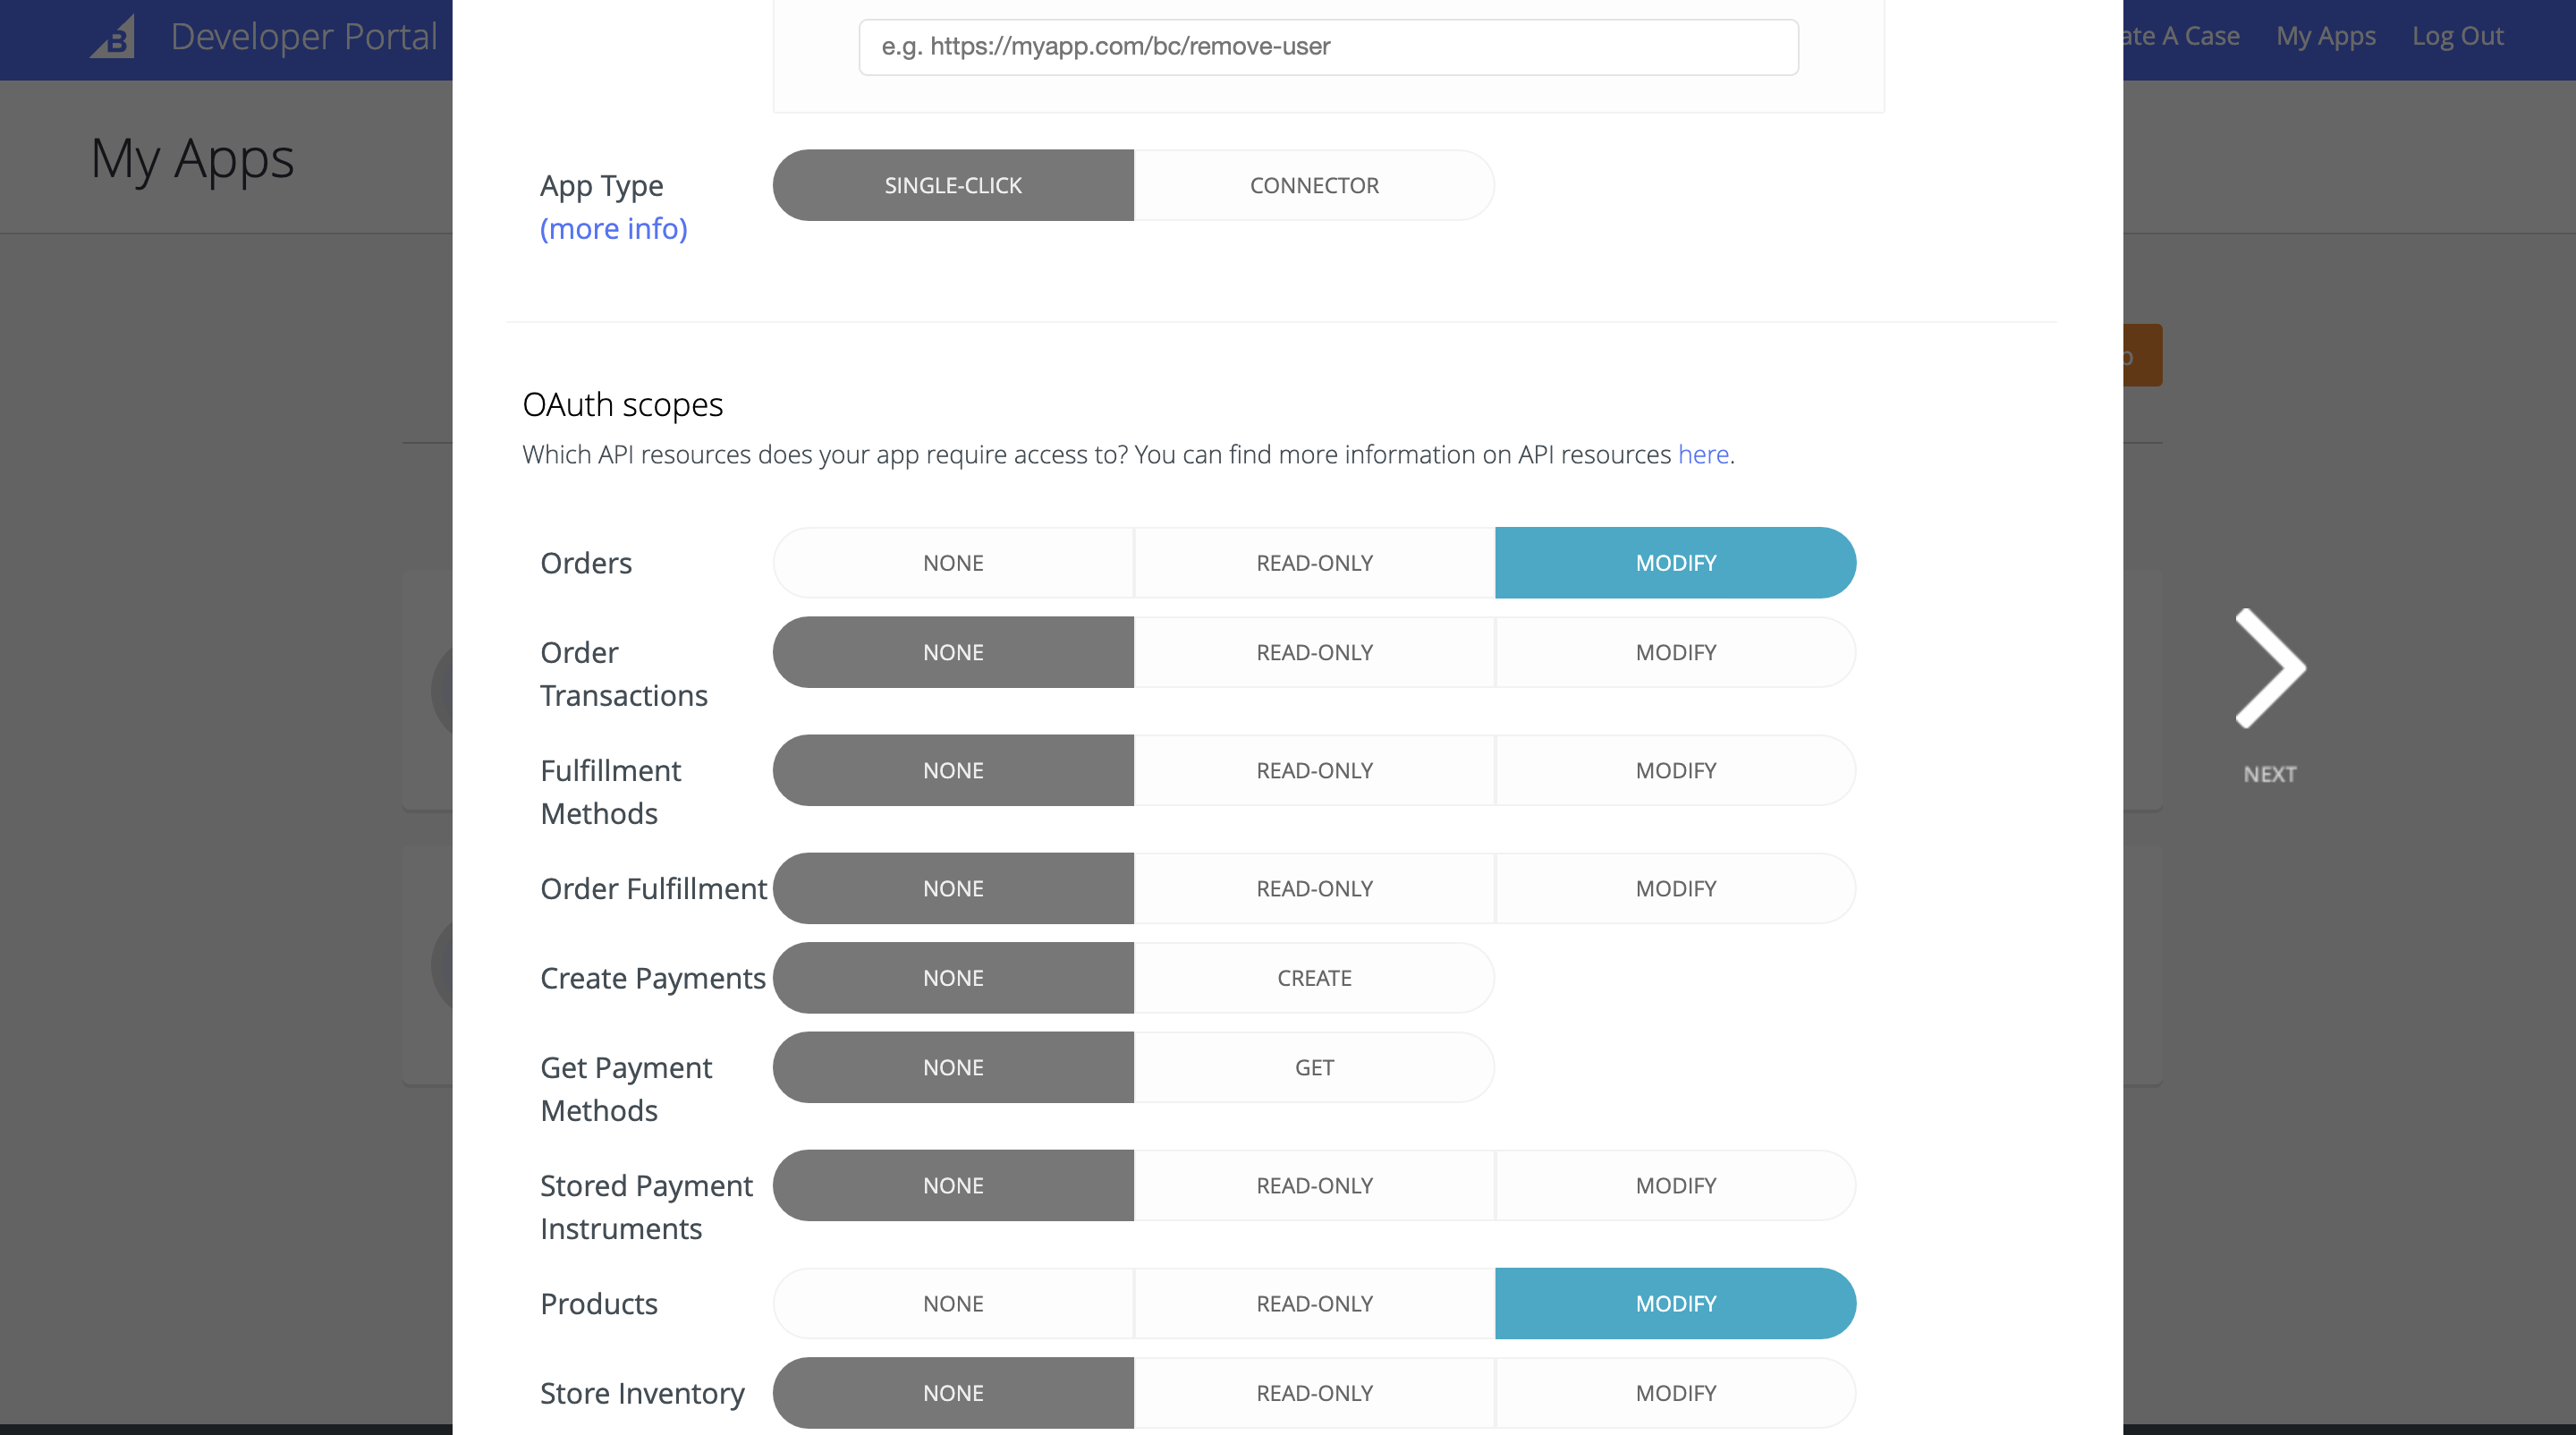 Developer Portal
ate A Case My Apps Log Out
My Apps
e.g. https://myapp.com/bc/remove-user
App Type
(more info)
SINGLE-CLICK CONNECTOR
OAuth scopes
Which API resources does your app require access to? You can find more information on API resources here.
Orders NONE READ-ONLY MODIFY
Order
Transactions
NONE READ-ONLY MODIFY
Fulfillment
Methods
NONE READ-ONLY MODIFY
Order Fulfillment NONE READ-ONLY MODIFY
Create Payments NONE CREATE
Get Payment
Methods
NONE GET
Stored Payment
Instruments
NONE READ-ONLY MODIFY
Products NONE READ-ONLY MODIFY
Store Inventory NONE READ-ONLY MODIFY
NEXT